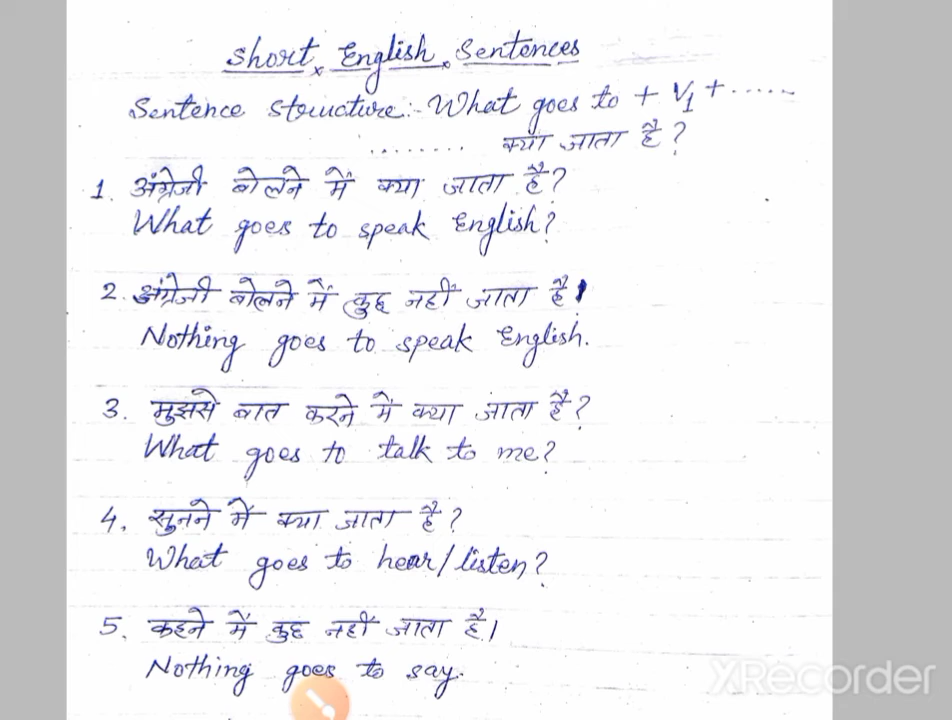 Short English Sentences
Sentence Structure:- What goes to + V1 + .....
........ क्या जाता है?
1. अंग्रेजी बोलने में क्या जाता है?
What goes to speak English?
2. अंग्रेजी बोलने में कुछ नहीं जाता है।
Nothing goes to speak English.
3. मुझसे बात करने में क्या जाता है?
What goes to talk to me?
4. सुनने में क्या जाता है?
What goes to hear/listen?
5. कहने में कुछ नहीं जाता है।
Nothing goes to say.
XRecorder